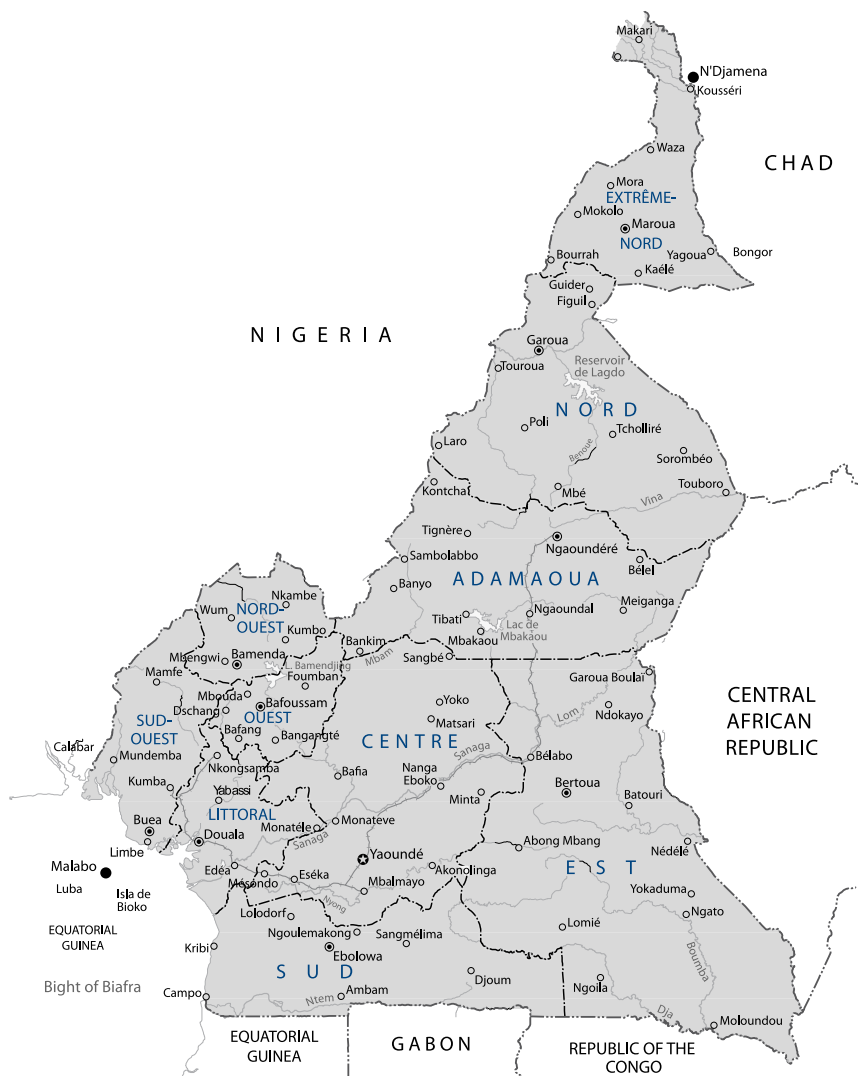 Makari
N'Djamena
Kousséri
Waza
CHAD
Mora
EXTRÊME-
Mokolo
Maroua
NORD
Yagoua
Bongor
Bourrah
Kaélé
Guider
Figuil
NIGERIA
Garoua
Reservoir
de Lagdo
Touroua
NORD
Poli
Tcholliré
Laro
Benoue
Sorombéo
Kontcha
Mbé
Touboro
Vina
Tignère
Ngaoundéré
Sambolabbo
Bélel
ADAMAOUA
Banyo
Nkambe
Wum
NORD-
OUEST
Ngaoundal
Meiganga
Tibati
Lac de
Mbakaou
Mbakaou
Kumbo
Bankim
Mbam
Sangbé
Mbengwi
Bamenda
L. Bamendjing
Foumban
Mamfe
Garoua Boulaï
Mbouda
Dschang
Bafoussam
OUEST
Yoko
Lom
Ndokayo
CENTRAL
AFRICAN
REPUBLIC
SUD-
OUEST
Matsari
Bafang
Bangangté
CENTRE
Sanaga
Calabar
Mundemba
Nkongsamba
Bafia
Nanga
Eboko
Bélabo
Kumba
Yabassi
Minta
Bertoua
Batouri
LITTORAL
Buea
Monatéle
Monateve
Douala
Sanaga
Limbe
Abong Mbang
Nédélé
Yaoundé
EST
Malabo
Edéa
Mésondo
Eséka
Akonolinga
Luba
Isla de
Bioko
Mbalmayo
Nyong
Yokaduma
Lolodorf
Ngato
EQUATORIAL
GUINEA
Ngoulemakong
Sangmélima
Lomié
Kribi
Ebolowa
Boumba
SUD
Djoum
Ngoila
Bight of Biafra
Campo
Ntem
Ambam
Dja
Moloundou
EQUATORIAL
GUINEA
GABON
REPUBLIC OF THE
CONGO